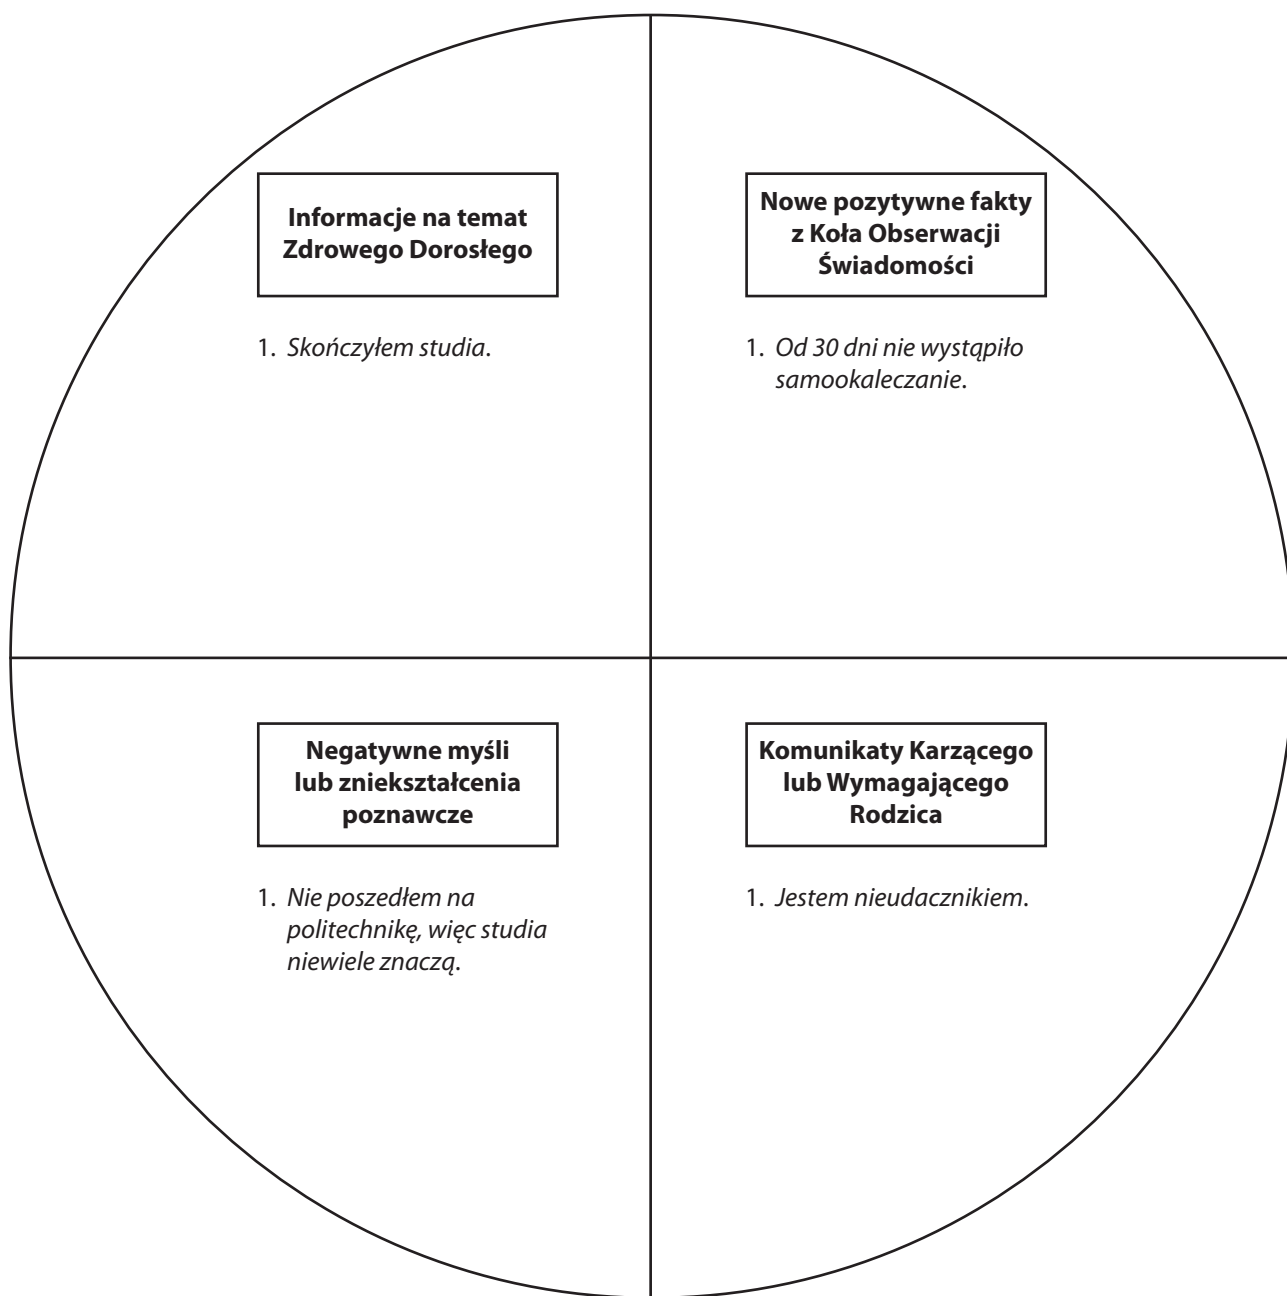 Informacje na temat
Zdrowego Dorosłego
1. Skończyłem studia.
Nowe pozytywne fakty
z Koła Obserwacji
Świadomości
1. Od 30 dni nie wystąpiło
samookaleczanie.
Negatywne myśli
lub zniekształcenia
poznawcze
1. Nie poszedłem na
politechnikę, więc studia
niewiele znaczą.
Komunikaty Karzącego
lub Wymagającego
Rodzica
1. Jestem nieudacznikiem.